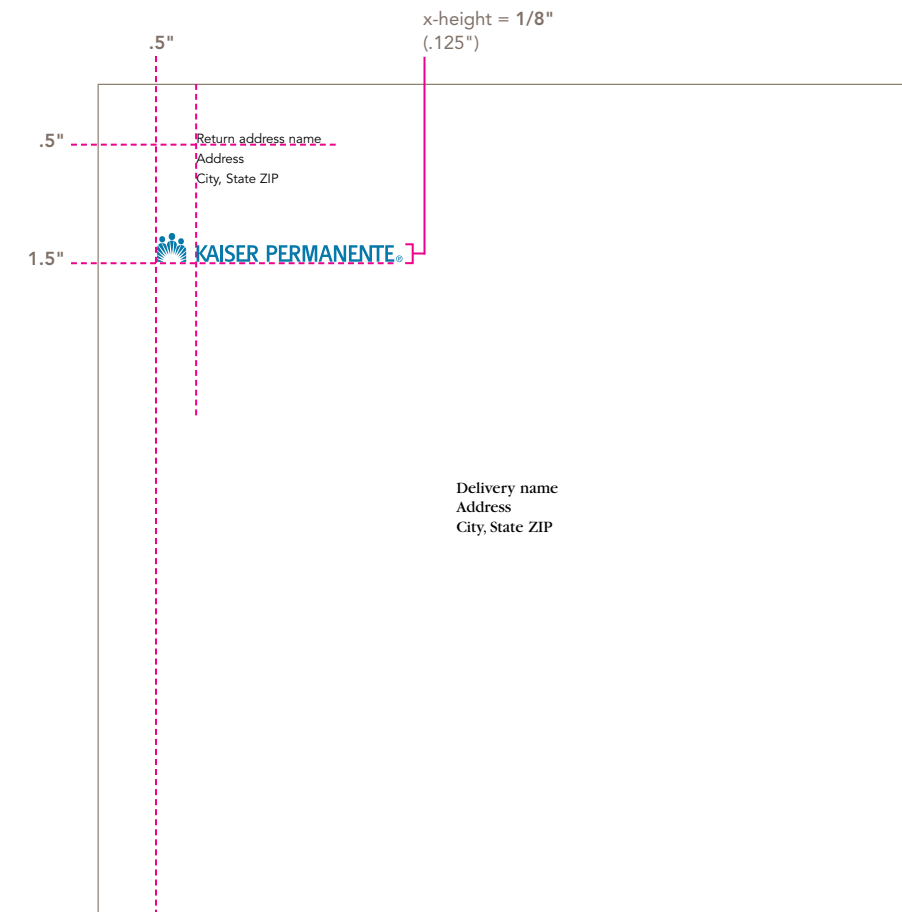 x-height = 1/8"
(.125")
.5"
.5"
Return address name
Address
City, State ZIP
1.5"
KAISER PERMANENTE®
Delivery name
Address
City, State ZIP